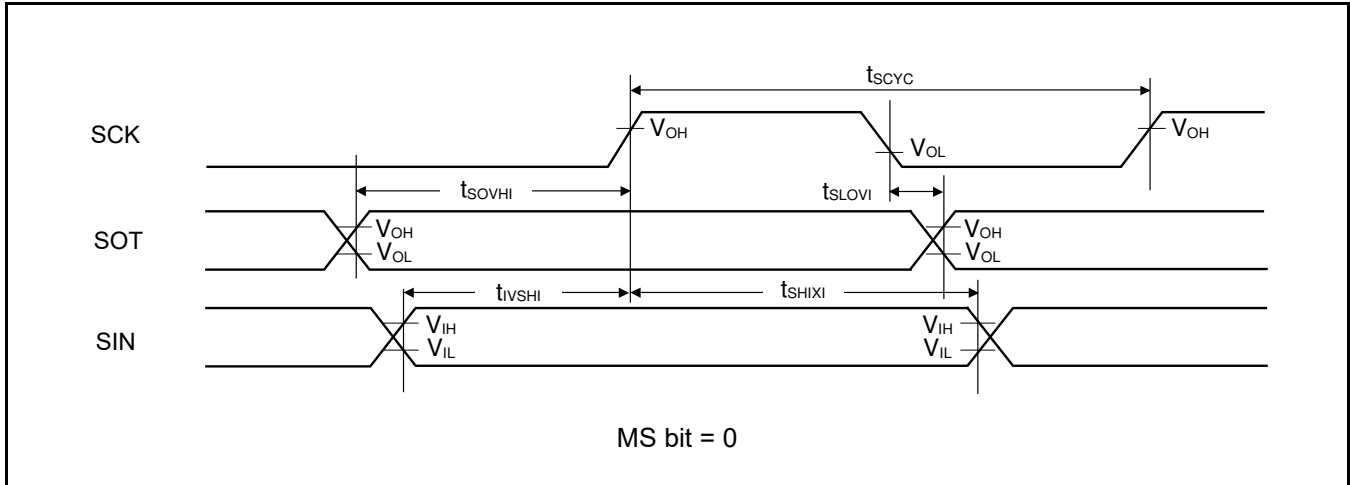 tSCYC
SCK
VOH
VOL
VOH
tSOVHI
tSLOVI
SOT
VOH
VOL
VOH
VOL
tIVSHI
tSHIXI
SIN
VIH
VIL
VIH
VIL
MS bit = 0